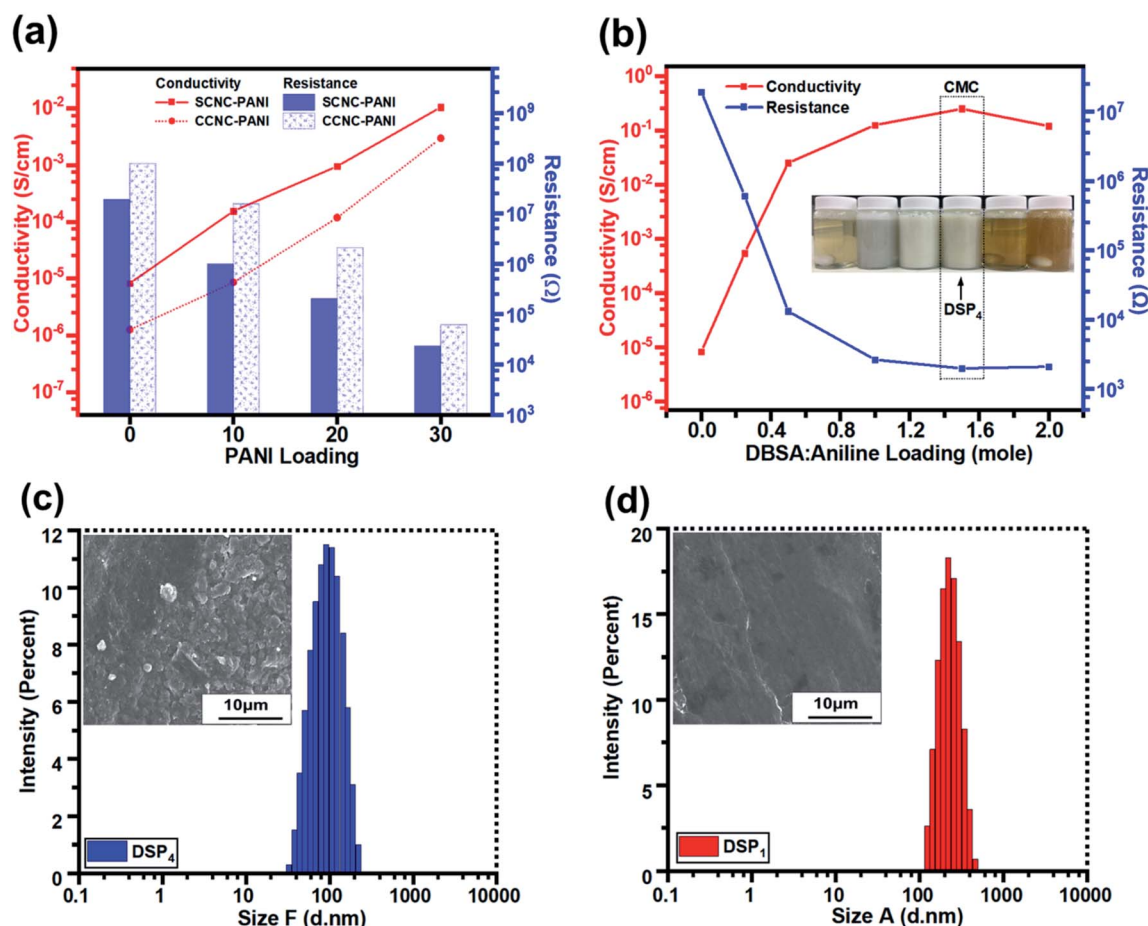 (a)
Conductivity
Resistance
SCNC-PANI
SCNC-PANI
CCNC-PANI
CCNC-PANI
Conductivity (S/cm)
10⁻²
10⁻³
10⁻⁴
10⁻⁵
10⁻⁶
10⁻⁷
Resistance (Ω)
10⁹
10⁸
10⁷
10⁶
10⁵
10⁴
10³
0 10 20 30
PANI Loading
(b)
Conductivity
Resistance
CMC
DSP₄
Conductivity (S/cm)
10⁰
10⁻¹
10⁻²
10⁻³
10⁻⁴
10⁻⁵
10⁻⁶
Resistance (Ω)
10⁷
10⁶
10⁵
10⁴
10³
0.0 0.4 0.8 1.2 1.6 2.0
DBSA:Aniline Loading (mole)
(c)
Intensity (Percent)
12
10
8
6
4
2
0
10μm
DSP₄
0.1 1 10 100 1000 10000
Size F (d.nm)
(d)
Intensity (Percent)
20
15
10
5
0
10μm
DSP₁
0.1 1 10 100 1000 10000
Size A (d.nm)